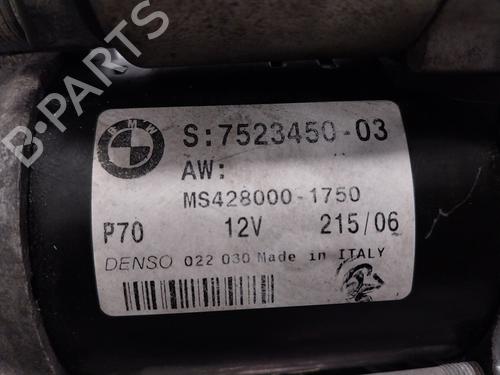 B-PARTS
BMW
S:7523450-03
AW:
MS428000-1750
P70 12V 215/06
DENSO 022 030 Made in ITALY